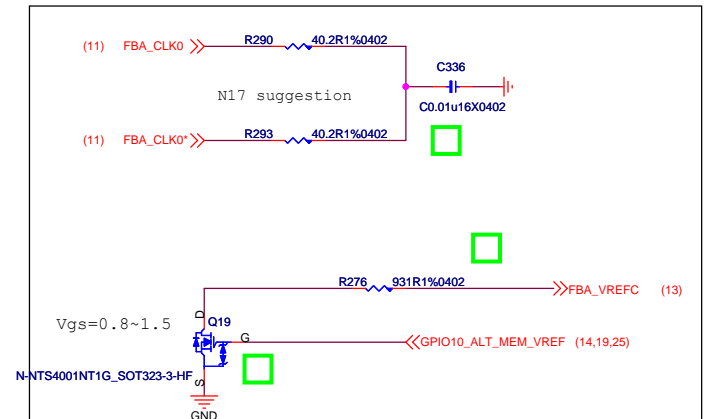 (11) FBA_CLK0 R290 40.2R1%0402
C336
N17 suggestion
C0.01u16X0402
(11) FBA_CLK0* R293 40.2R1%0402
R276 931R1%0402
FBA_VREFC (13)
D
Vgs=0.8~1.5
Q19
G
GPIO10_ALT_MEM_VREF (14,19,25)
N-NTS4001NT1G_SOT323-3-HF
S
GND